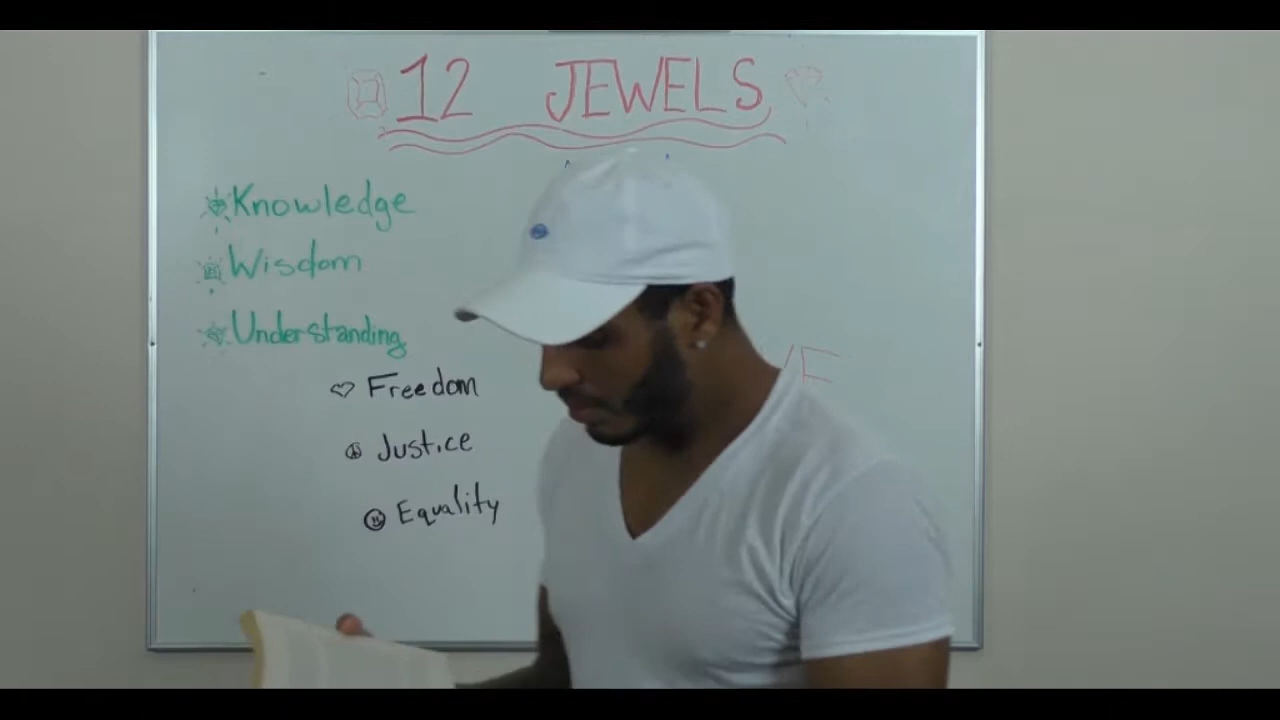 12 JEWELS
Knowledge
Wisdom
Understanding
Freedom
Justice
Equality